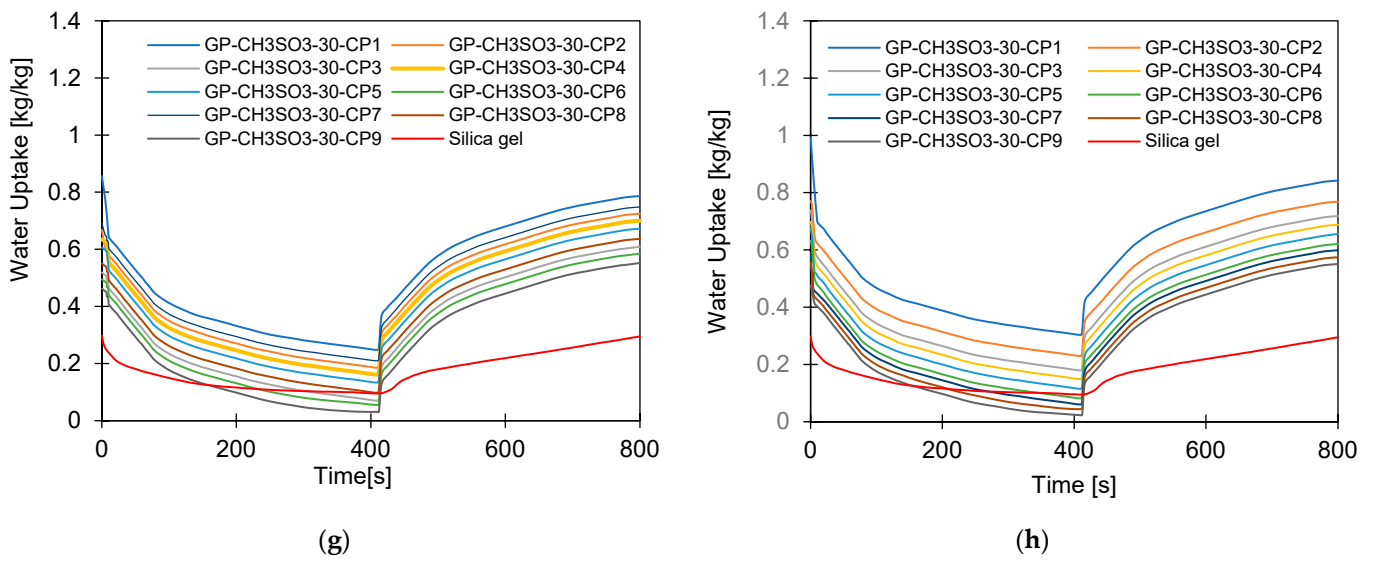 1.4
1.2
1
0.8
0.6
0.4
0.2
0
Water Uptake [kg/kg]
GP-CH3SO3-30-CP1 GP-CH3SO3-30-CP2
GP-CH3SO3-30-CP3 GP-CH3SO3-30-CP4
GP-CH3SO3-30-CP5 GP-CH3SO3-30-CP6
GP-CH3SO3-30-CP7 GP-CH3SO3-30-CP8
GP-CH3SO3-30-CP9 Silica gel
0 200 400 600 800
Time[s]
(g)
1.4
1.2
1
0.8
0.6
0.4
0.2
0
Water Uptake [kg/kg]
GP-CH3SO3-30-CP1 GP-CH3SO3-30-CP2
GP-CH3SO3-30-CP3 GP-CH3SO3-30-CP4
GP-CH3SO3-30-CP5 GP-CH3SO3-30-CP6
GP-CH3SO3-30-CP7 GP-CH3SO3-30-CP8
GP-CH3SO3-30-CP9 Silica gel
0 200 400 600 800
Time [s]
(h)